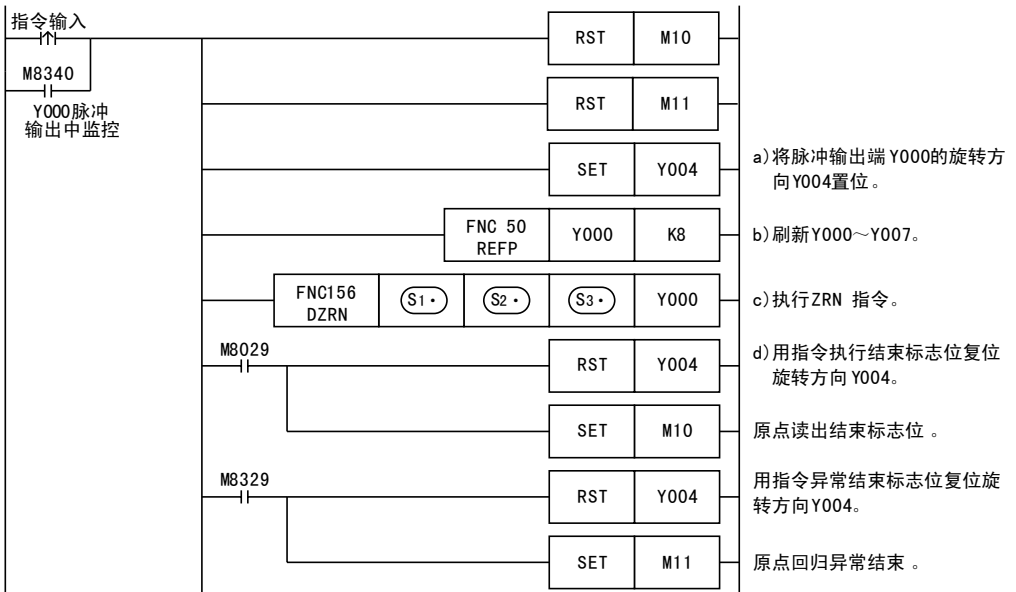 指令输入
RST M10
M8340
Y000脉冲
输出中监控
RST M11
SET Y004
a)将脉冲输出端 Y000的旋转方
向Y004置位。
FNC 50
REFP
Y000 K8
b)刷新Y000～Y007。
FNC156
DZRN
S1· S2· S3· Y000
c)执行ZRN 指令。
M8029
RST Y004
d)用指令执行结束标志位复位
旋转方向 Y004。
SET M10
原点读出结束标志位 。
M8329
RST Y004
用指令异常结束标志位复位旋
转方向Y004。
SET M11
原点回归异常结束 。